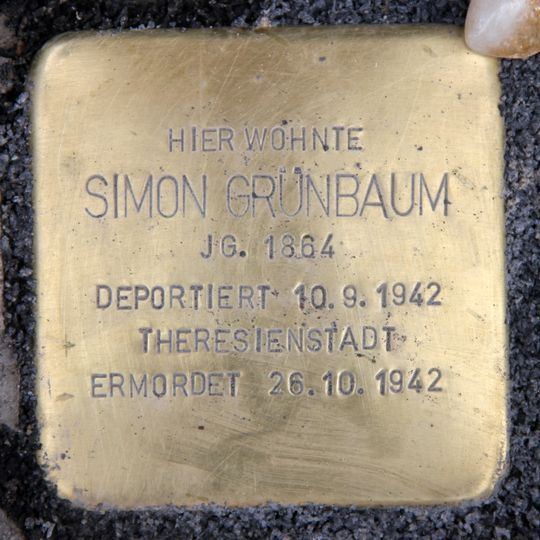 HIER WOHNTE
SIMON GRÜNBAUM
JG. 1864
DEPORTIERT 10.9.1942
THERESIENSTADT
ERMORDET 26.10.1942